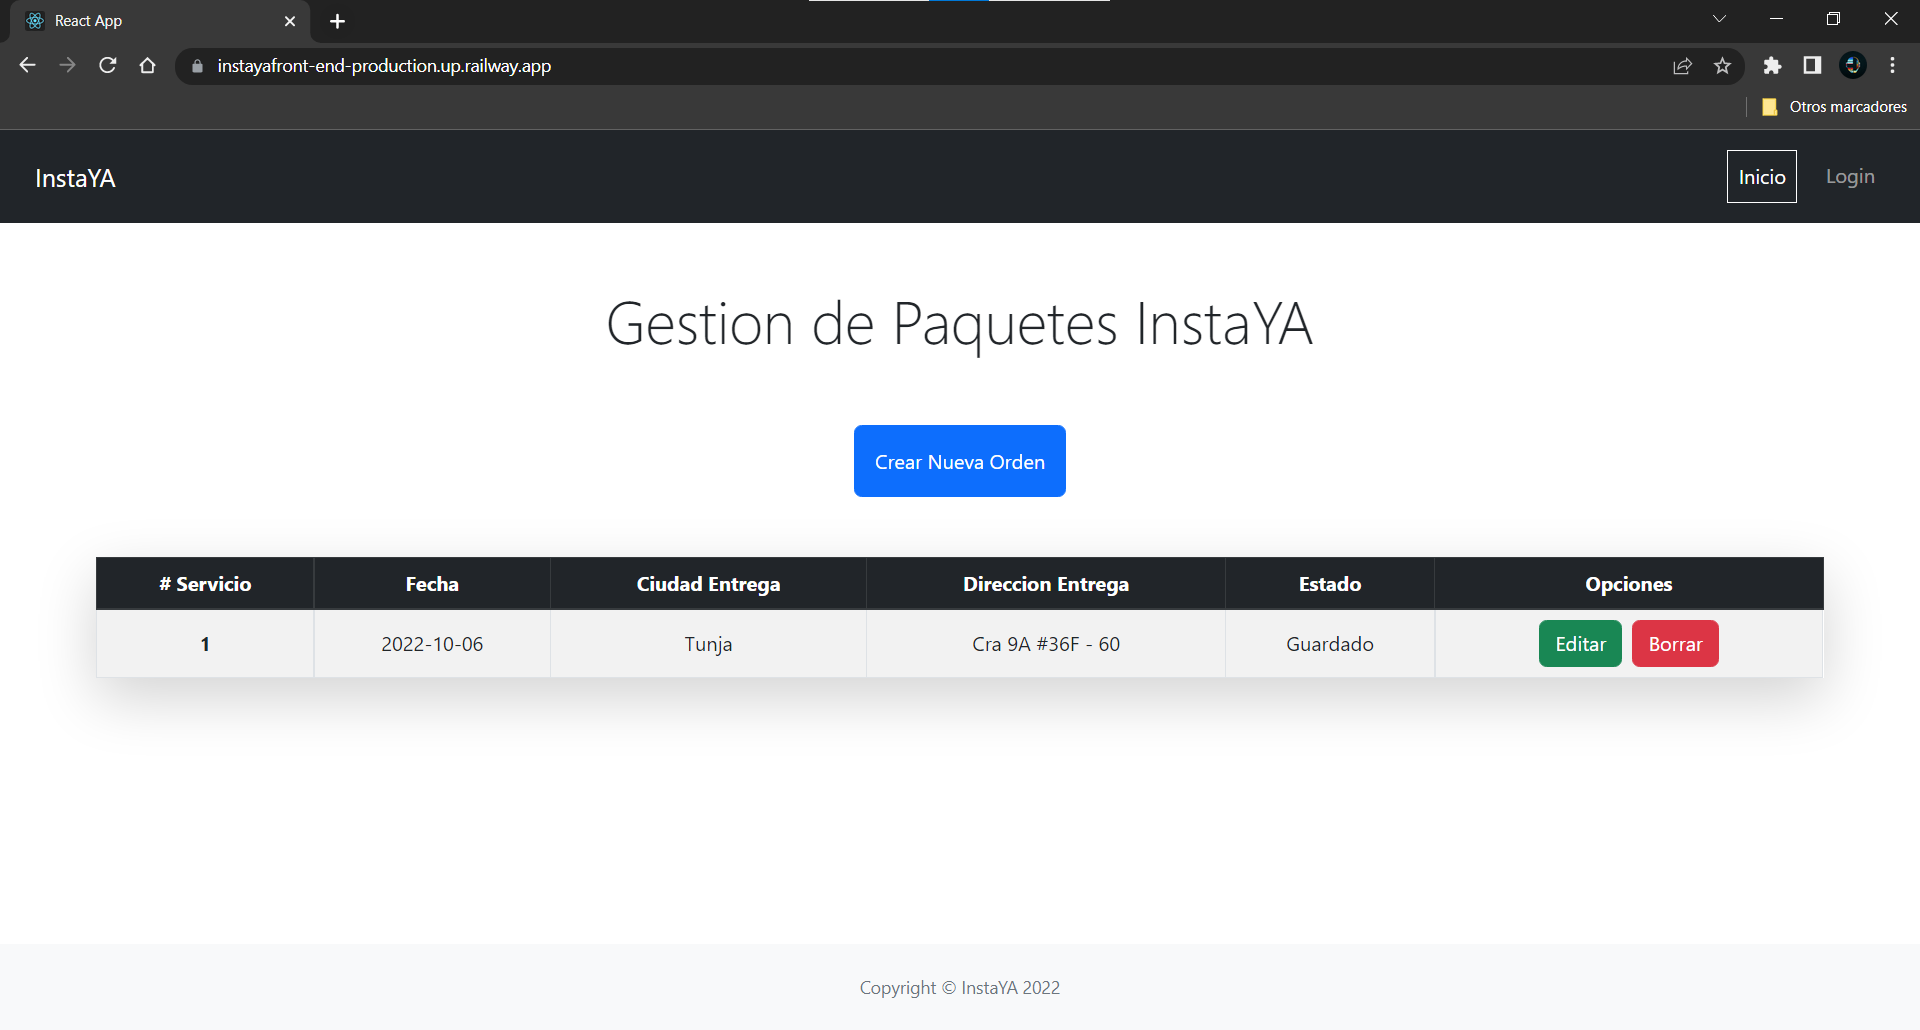 React App
instayafront-end-production.up.railway.app
Otros marcadores
InstaYA
Inicio
Login
Gestion de Paquetes InstaYA
Crear Nueva Orden
# Servicio Fecha Ciudad Entrega Direccion Entrega Estado Opciones
1 2022-10-06 Tunja Cra 9A #36F - 60 Guardado Editar Borrar
Copyright © InstaYA 2022